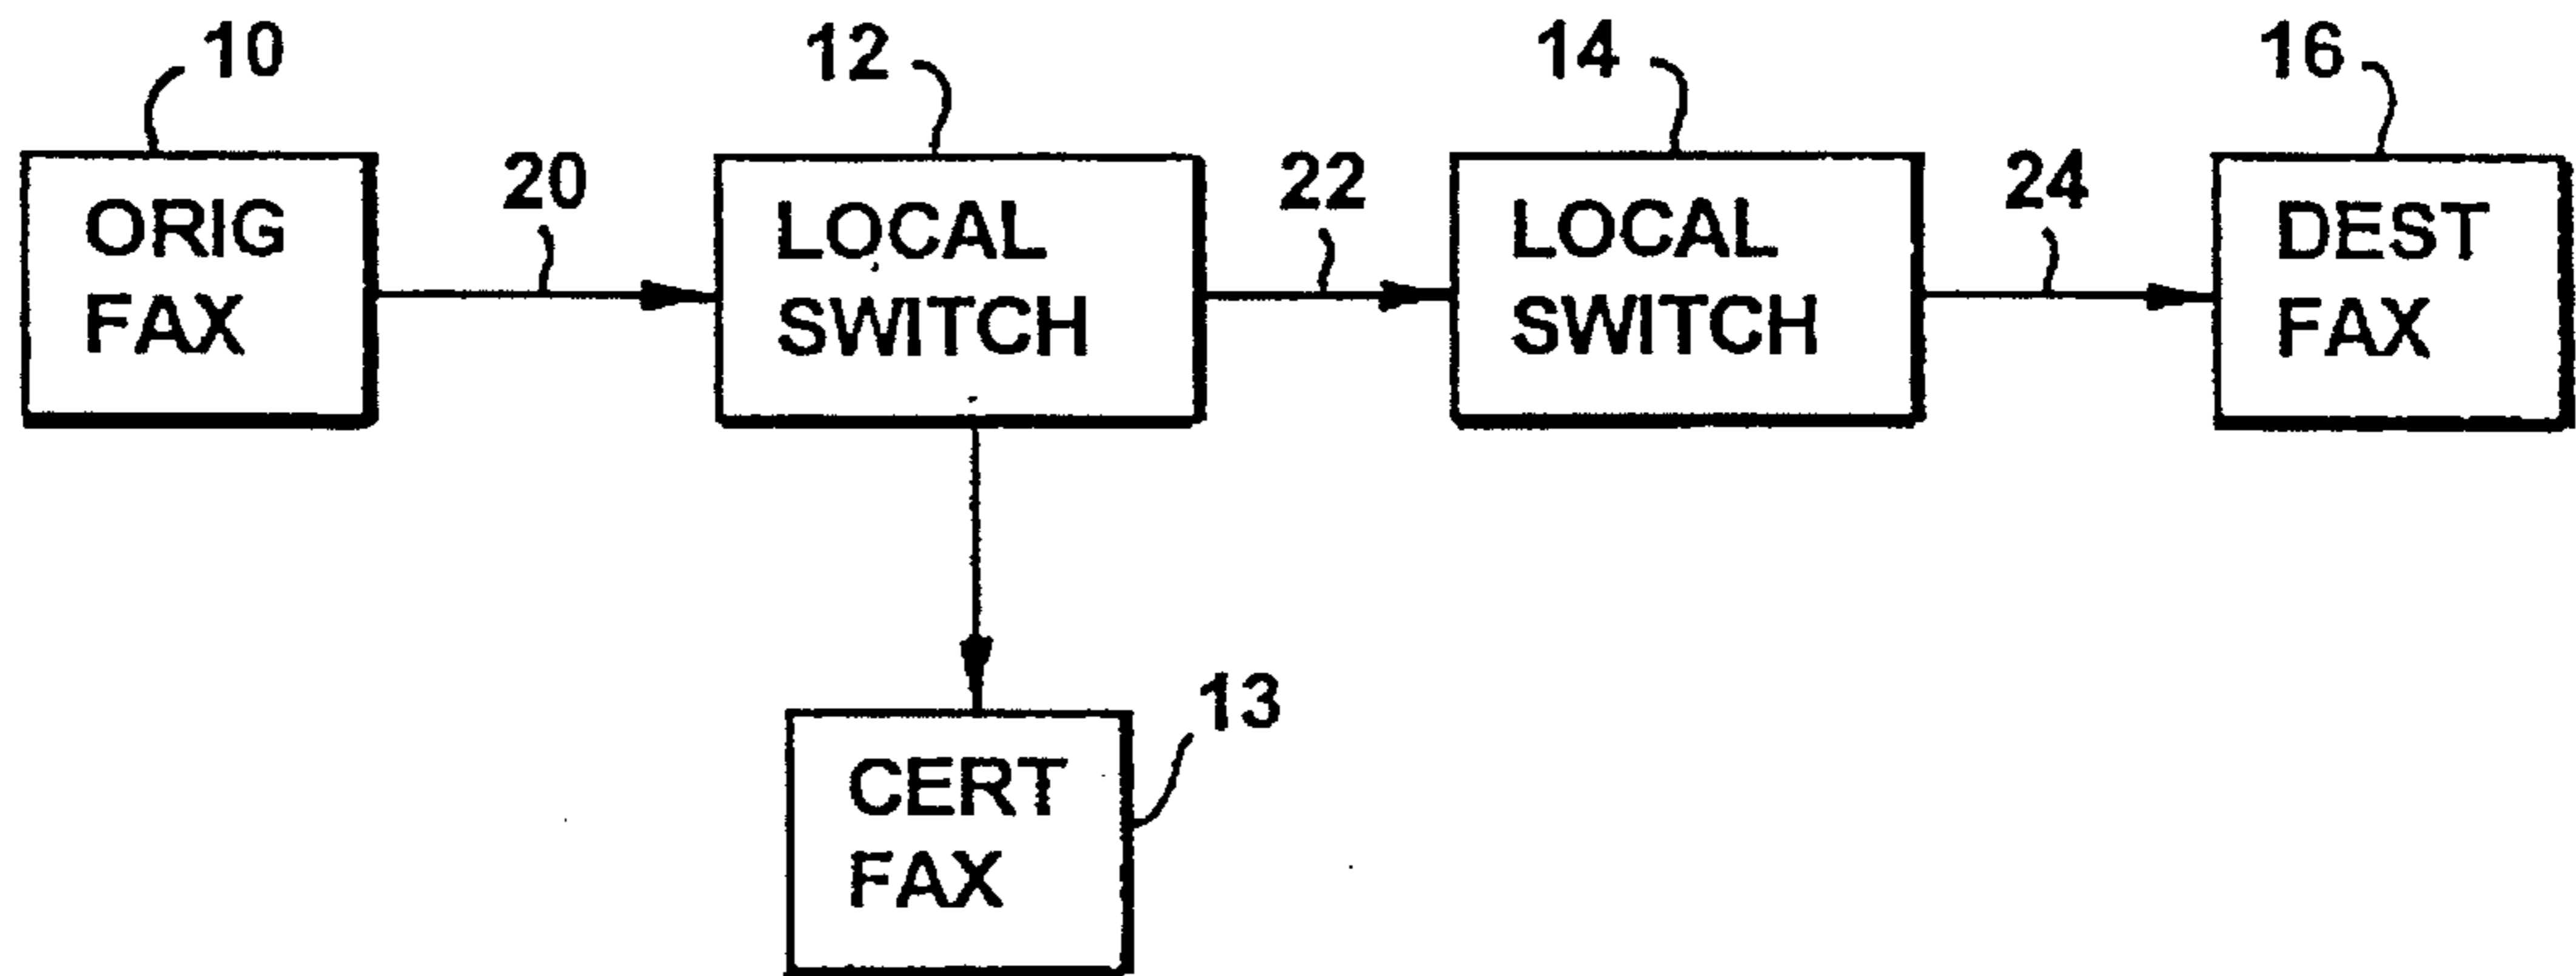 10
12
14
16
20
22
24
ORIG
FAX
LOCAL
SWITCH
LOCAL
SWITCH
DEST
FAX
13
CERT
FAX